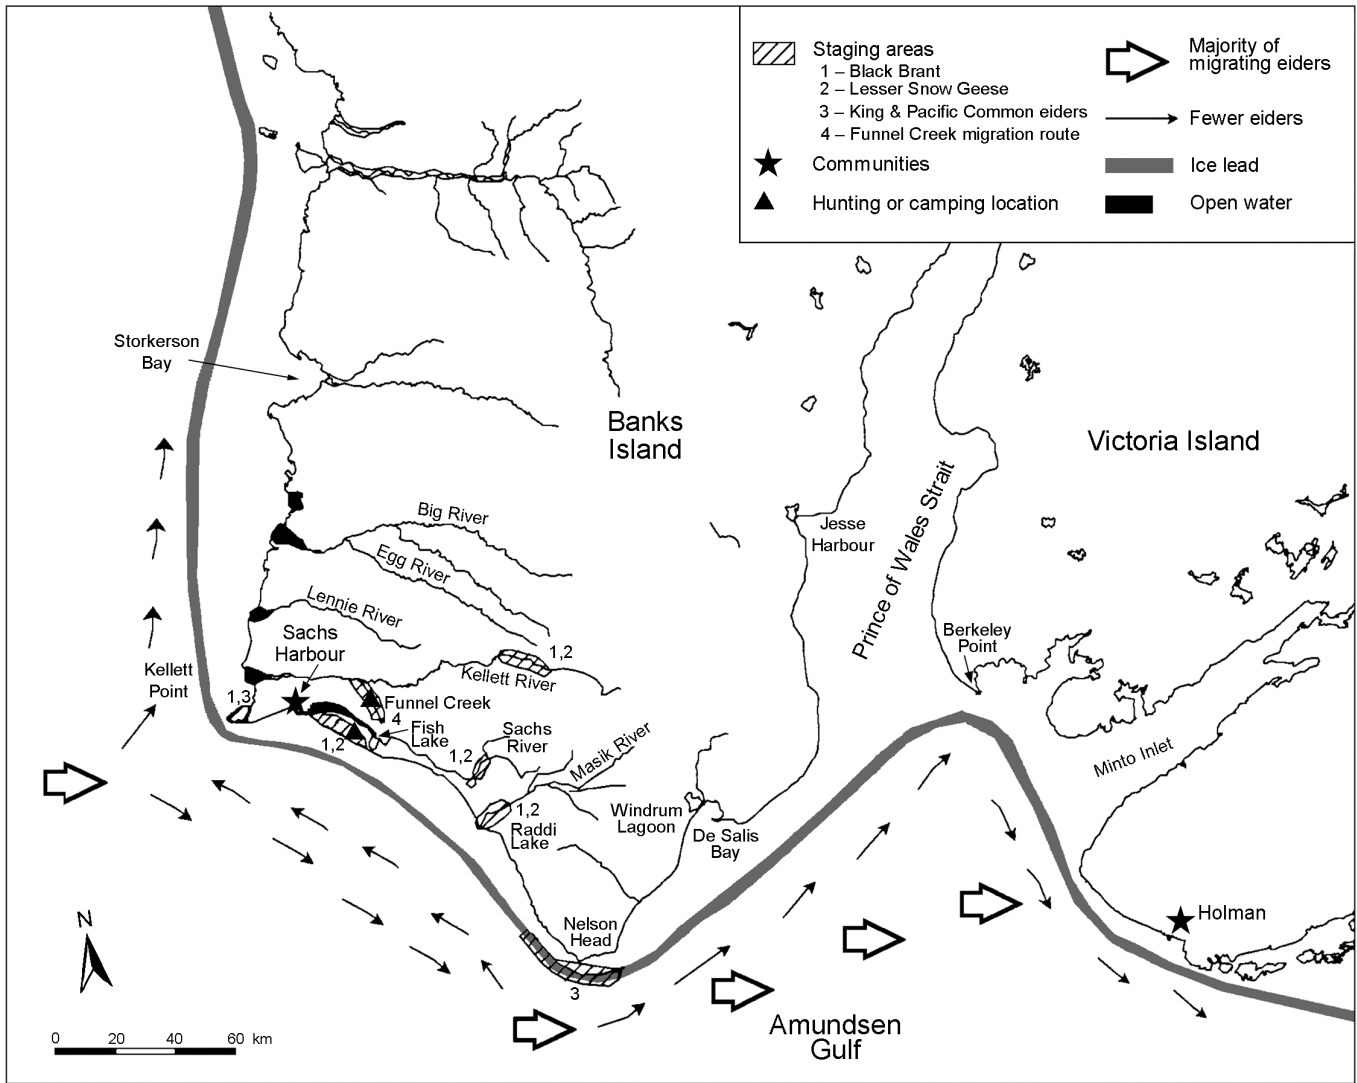 Staging areas
1 – Black Brant
2 – Lesser Snow Geese
3 – King & Pacific Common eiders
4 – Funnel Creek migration route
Communities
Hunting or camping location
Majority of
migrating eiders
Fewer eiders
Ice lead
Open water
Storkerson
Bay
Banks
Island
Victoria Island
Prince of Wales Strait
Jesse
Harbour
Big River
Egg River
Lennie River
Sachs
Harbour
Kellett
Point
1,3
1,2
Kellett River
Funnel Creek
4
Fish
Lake
1,2
Sachs
River
1,2
Masik River
1,2
Raddi
Lake
Windrum
Lagoon
De Salis
Bay
Berkeley
Point
Minto Inlet
Holman
Nelson
Head
3
Amundsen
Gulf
N
0 20 40 60 km